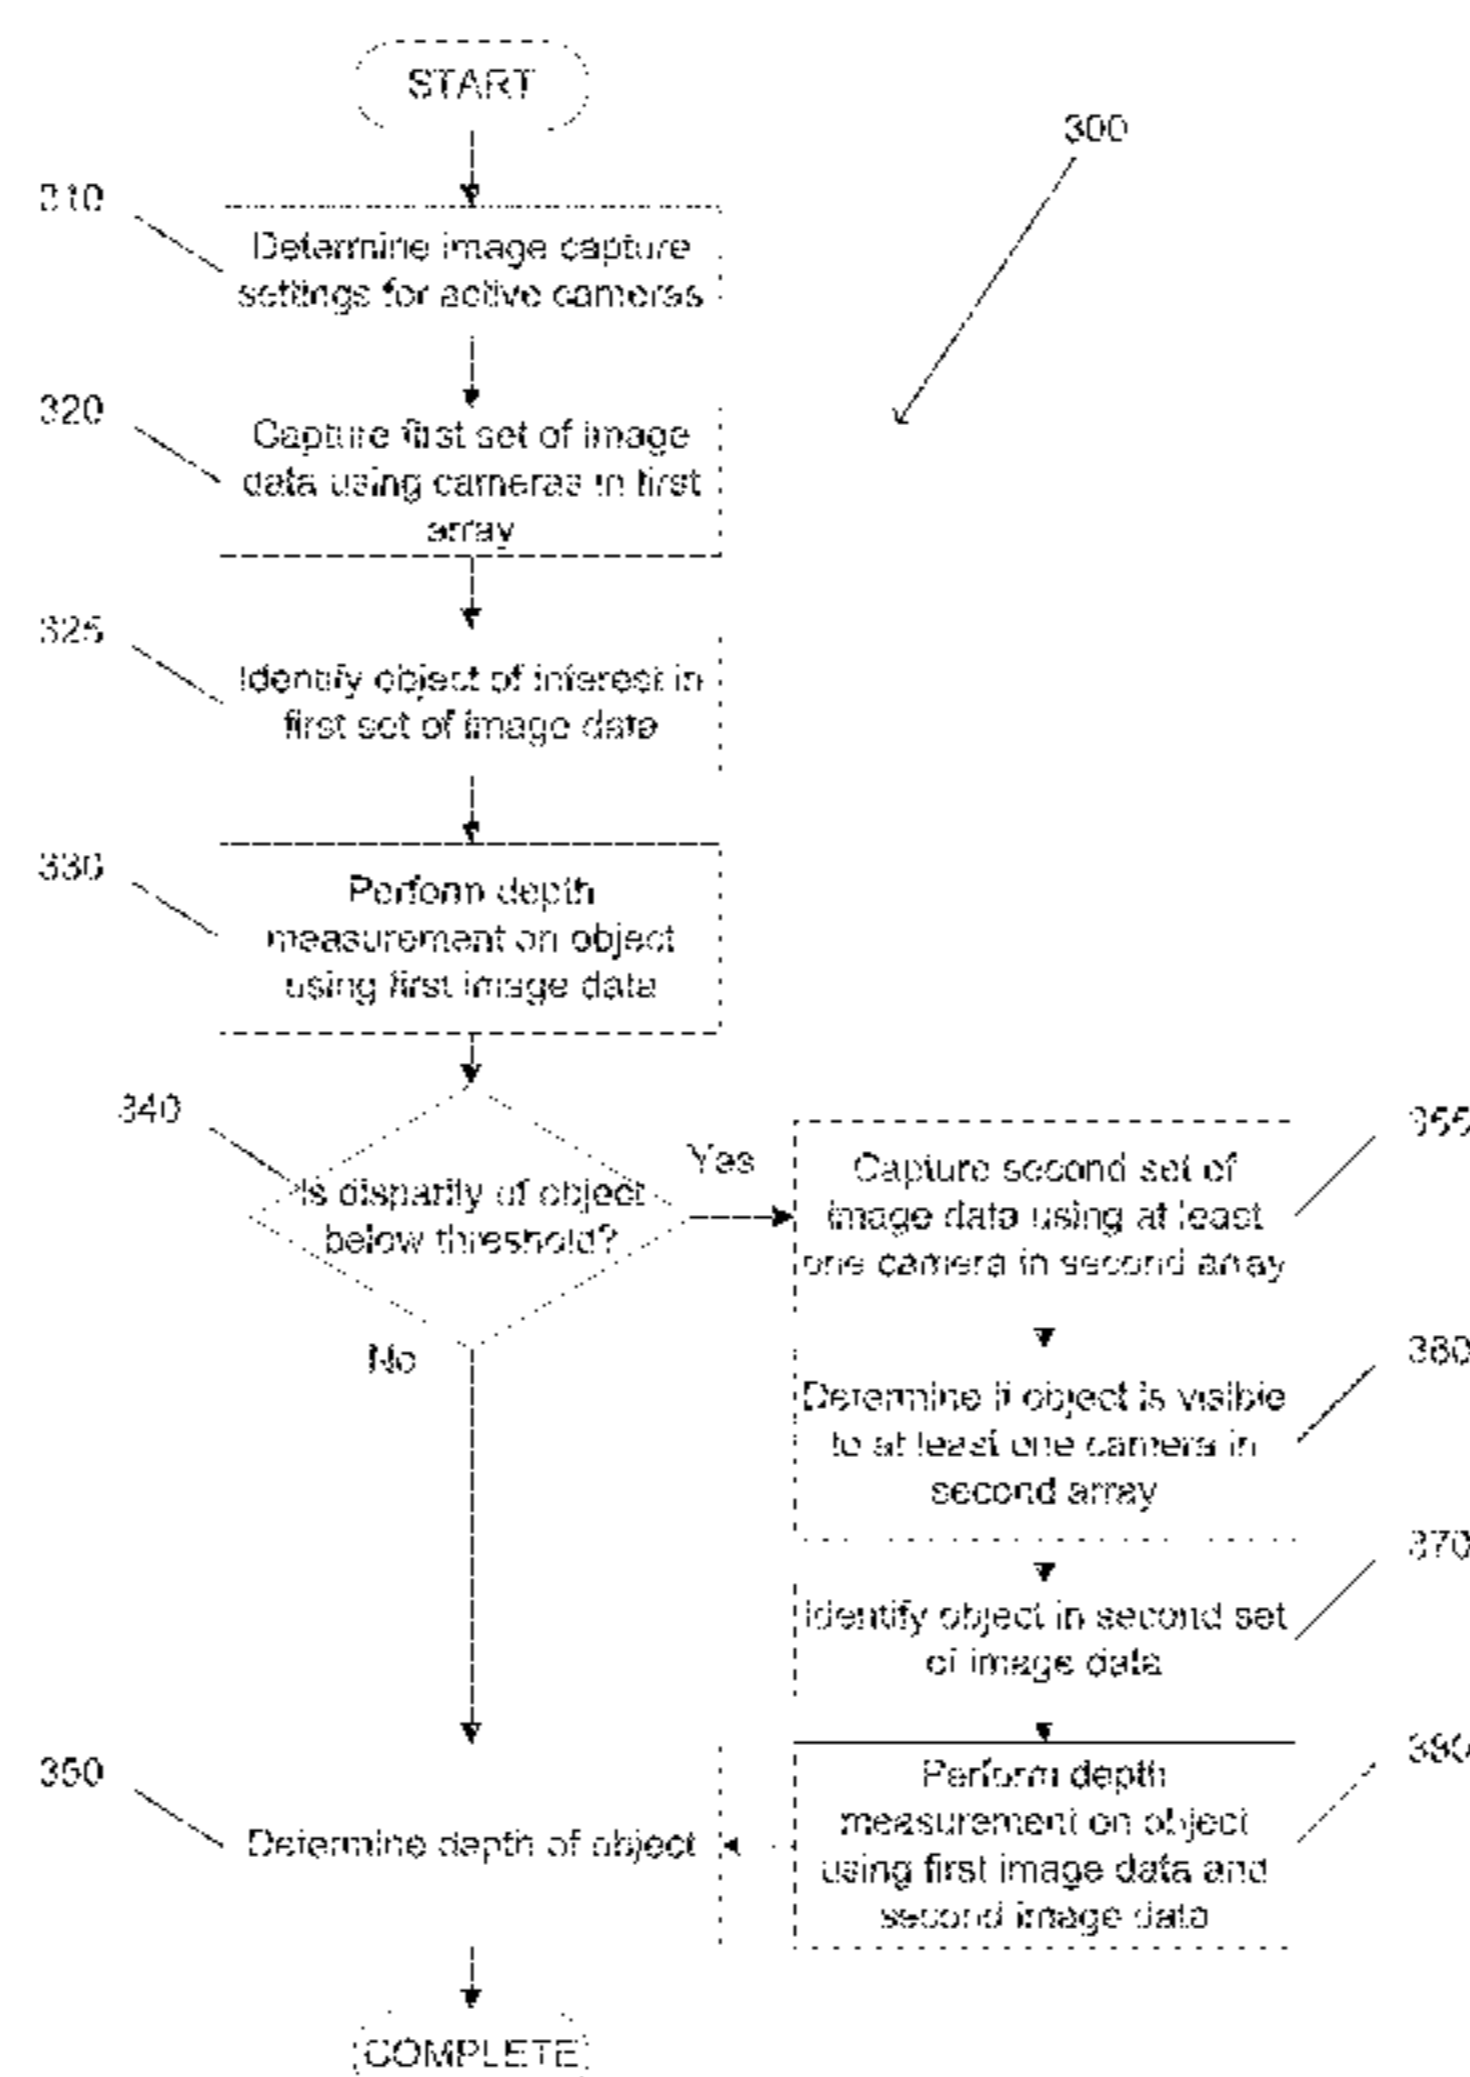 START
300
310
Determine image capture
settings for active cameras
320
Capture first set of image
data using cameras in first
array
325
Identify object of interest in
first set of image data
330
Perform depth
measurement on object
using first image data
340
Is disparity of object
below threshold?
Yes
No
355
Capture second set of
image data using at least
one camera in second array
360
Determine if object is visible
to at least one camera in
second array
370
Identify object in second set
of image data
Perform depth
measurement on object
using first image data and
second image data
Determine depth of object
COMPLETE